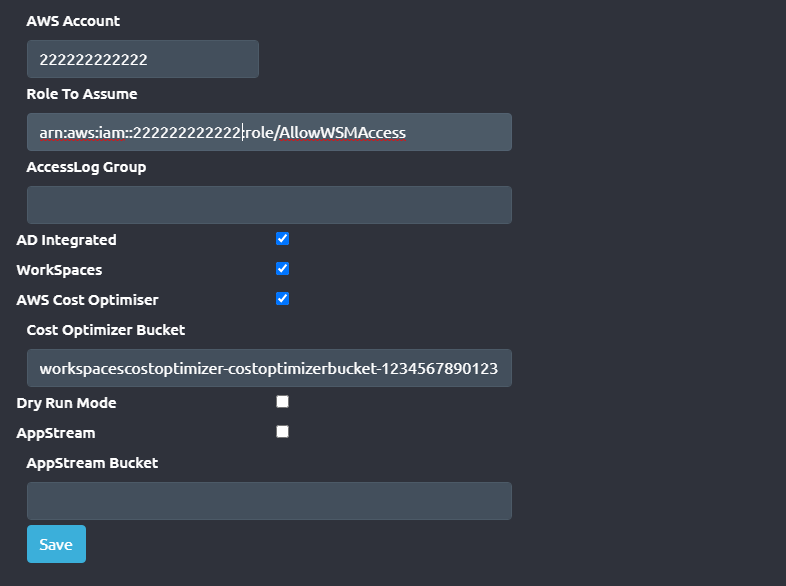 AWS Account
222222222222
Role To Assume
arn:aws:iam::222222222222:role/AllowWSMAccess
AccessLog Group
AD Integrated
WorkSpaces
AWS Cost Optimiser
Cost Optimizer Bucket
workspacescostoptimizer-costoptimizerbucket-1234567890123
Dry Run Mode
AppStream
AppStream Bucket
Save